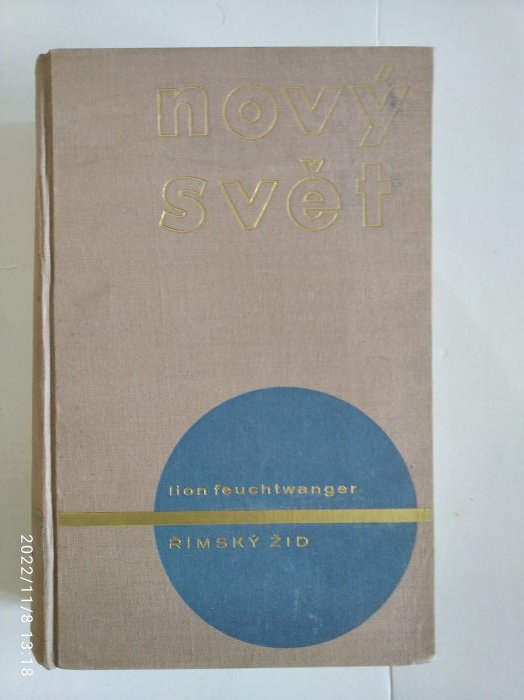 nový
svět
lion feuchtwanger
ŘÍMSKÝ ŽID
2022/11/8 13:18